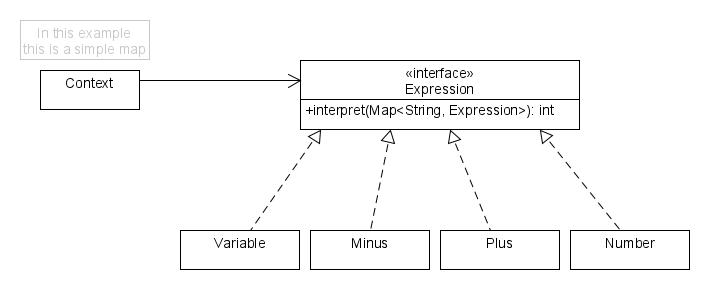 In this example
this is a simple map
Context
«interface»
Expression
+interpret(Map<String, Expression>): int
Variable
Minus
Plus
Number